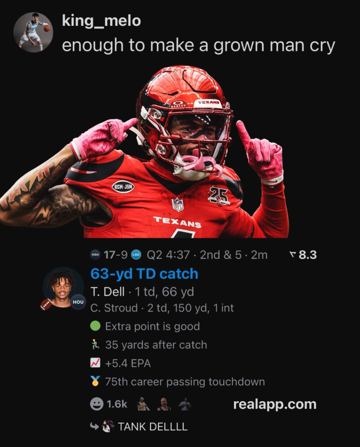 king_melo
enough to make a grown man cry
TEXANS
BCH-JBH
25
TEXANS
17-9 Q2 4:37 · 2nd & 5 · 2m 8.3
63-yd TD catch
T. Dell · 1 td, 66 yd
HOU
C. Stroud · 2 td, 150 yd, 1 int
Extra point is good
35 yards after catch
+5.4 EPA
75th career passing touchdown
1.6k
realapp.com
TANK DELLLL